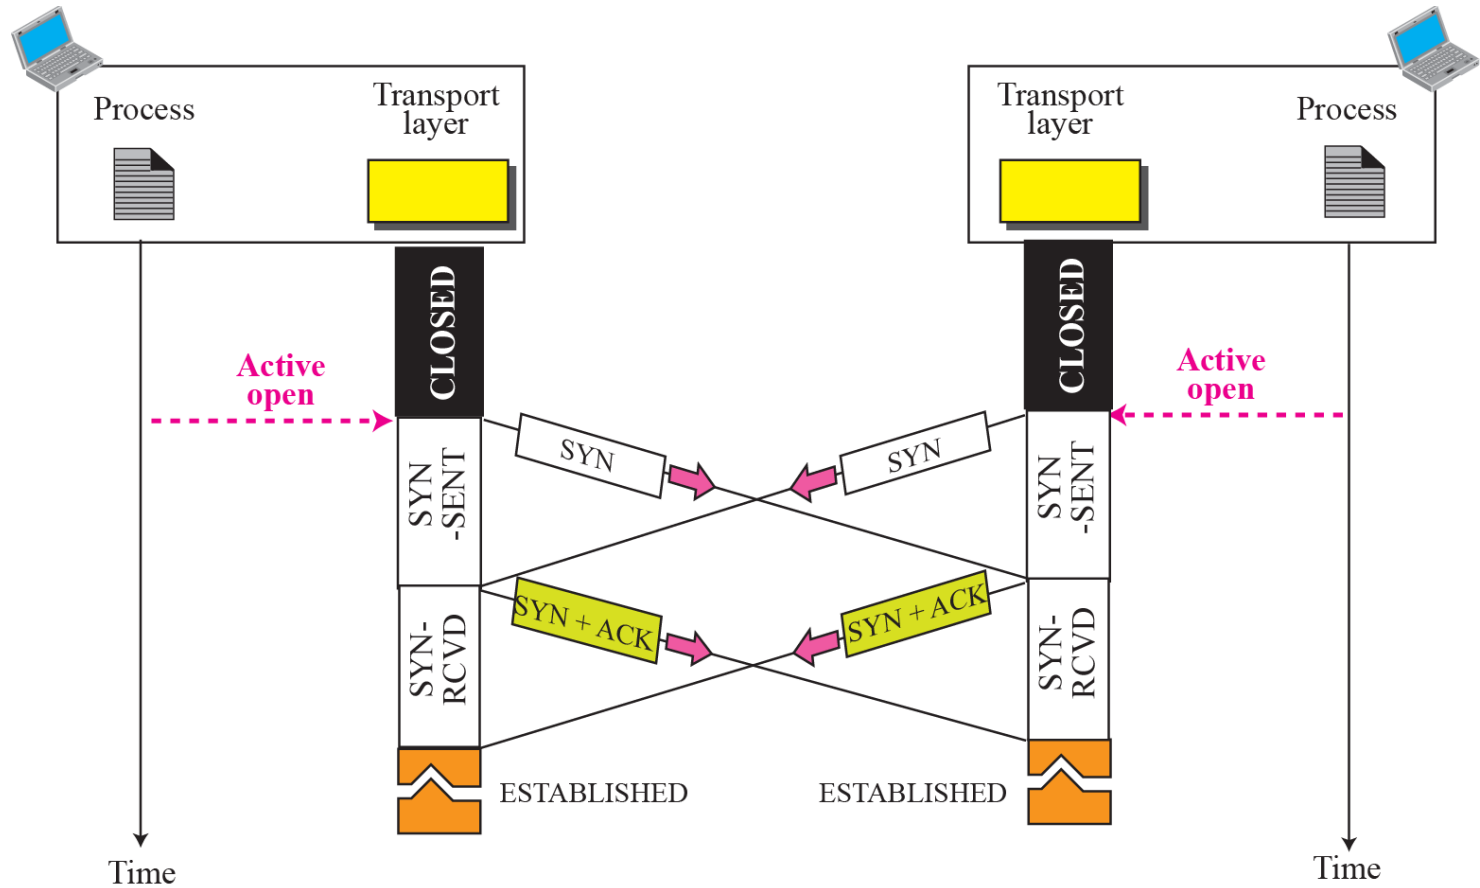 Process
Transport
layer
Transport
layer
Process
CLOSED
CLOSED
Active
open
Active
open
SYN
SYN
SYN
-SENT
SYN
-SENT
SYN + ACK
SYN + ACK
SYN-
RCVD
SYN-
RCVD
ESTABLISHED
ESTABLISHED
Time
Time